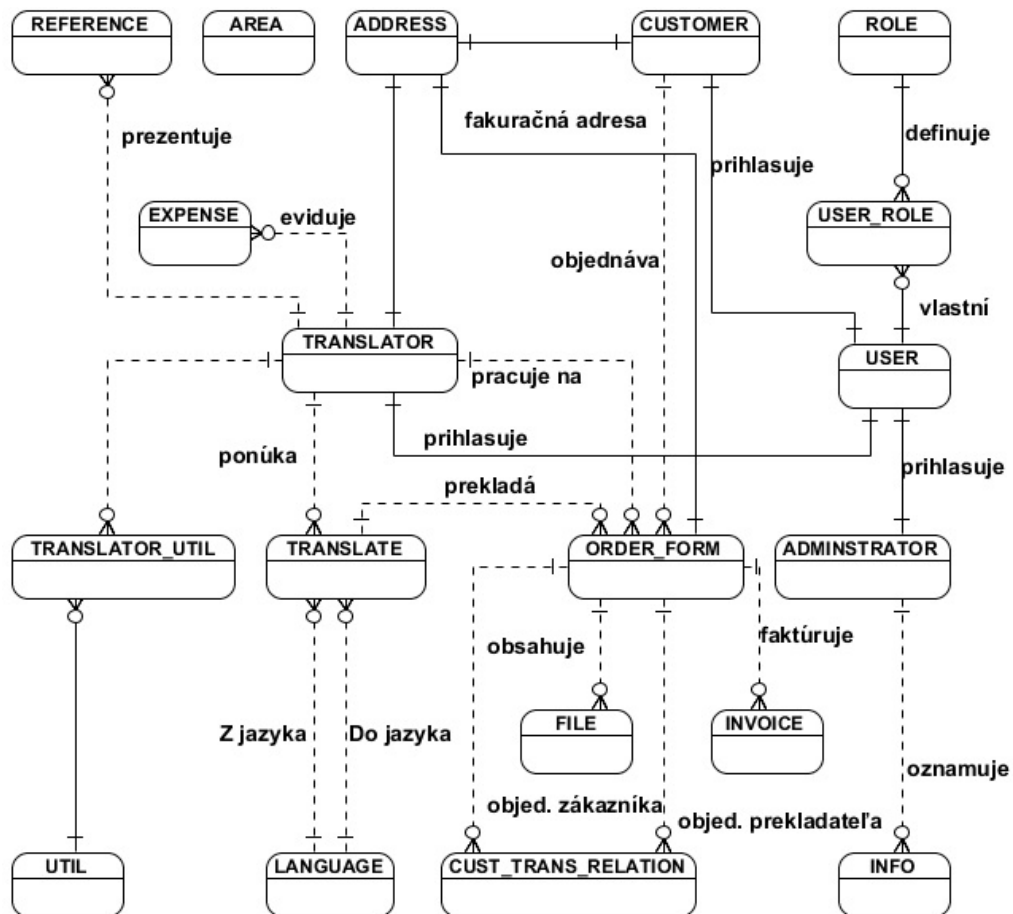 REFERENCE
AREA
ADDRESS
CUSTOMER
ROLE
fakuračná adresa
prezentuje
definuje
prihlasuje
EXPENSE
eviduje
USER_ROLE
objednáva
vlastní
TRANSLATOR
USER
pracuje na
prihlasuje
ponúka
prihlasuje
prekladá
TRANSLATOR_UTIL
TRANSLATE
ORDER_FORM
ADMINSTRATOR
obsahuje
faktúruje
FILE
INVOICE
Z jazyka
Do jazyka
oznamuje
objed. zákazníka
objed. prekladateľa
UTIL
LANGUAGE
CUST_TRANS_RELATION
INFO